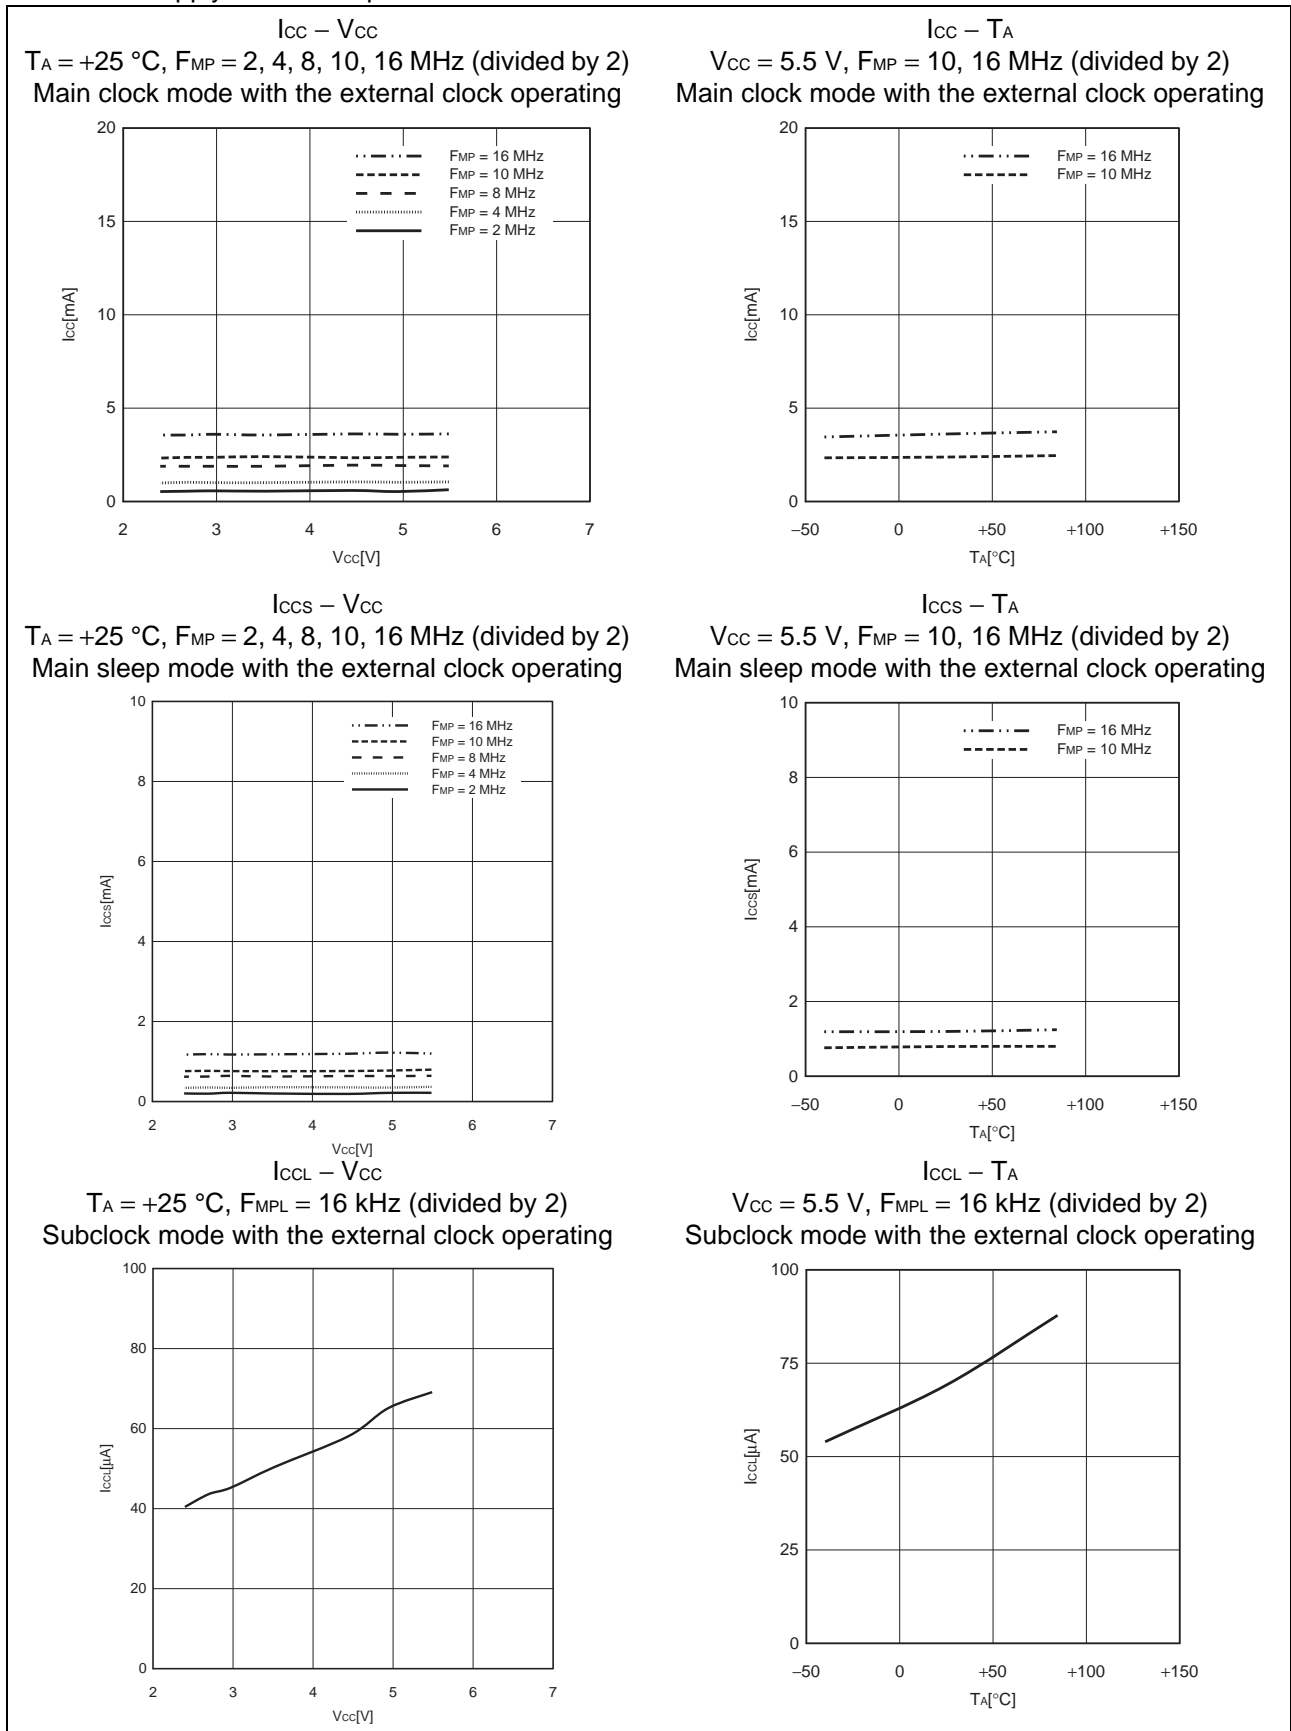 ICC − VCC
TA = +25 °C, FMP = 2, 4, 8, 10, 16 MHz (divided by 2)
Main clock mode with the external clock operating
20
15
10
5
0
ICC[mA]
FMP = 16 MHz
FMP = 10 MHz
FMP = 8 MHz
FMP = 4 MHz
FMP = 2 MHz
2 3 4 5 6 7
VCC[V]
ICC − TA
VCC = 5.5 V, FMP = 10, 16 MHz (divided by 2)
Main clock mode with the external clock operating
20
15
10
5
0
ICC[mA]
FMP = 16 MHz
FMP = 10 MHz
−50 0 +50 +100 +150
TA[°C]
ICCS − VCC
TA = +25 °C, FMP = 2, 4, 8, 10, 16 MHz (divided by 2)
Main sleep mode with the external clock operating
10
8
6
4
2
0
ICCS[mA]
FMP = 16 MHz
FMP = 10 MHz
FMP = 8 MHz
FMP = 4 MHz
FMP = 2 MHz
2 3 4 5 6 7
VCC[V]
ICCS − TA
VCC = 5.5 V, FMP = 10, 16 MHz (divided by 2)
Main sleep mode with the external clock operating
10
8
6
4
2
0
ICCS[mA]
FMP = 16 MHz
FMP = 10 MHz
−50 0 +50 +100 +150
TA[°C]
ICCL − VCC
TA = +25 °C, FMPL = 16 kHz (divided by 2)
Subclock mode with the external clock operating
100
80
60
40
20
0
ICCL[µA]
2 3 4 5 6 7
VCC[V]
ICCL − TA
VCC = 5.5 V, FMPL = 16 kHz (divided by 2)
Subclock mode with the external clock operating
100
75
50
25
0
ICCL[µA]
−50 0 +50 +100 +150
TA[°C]